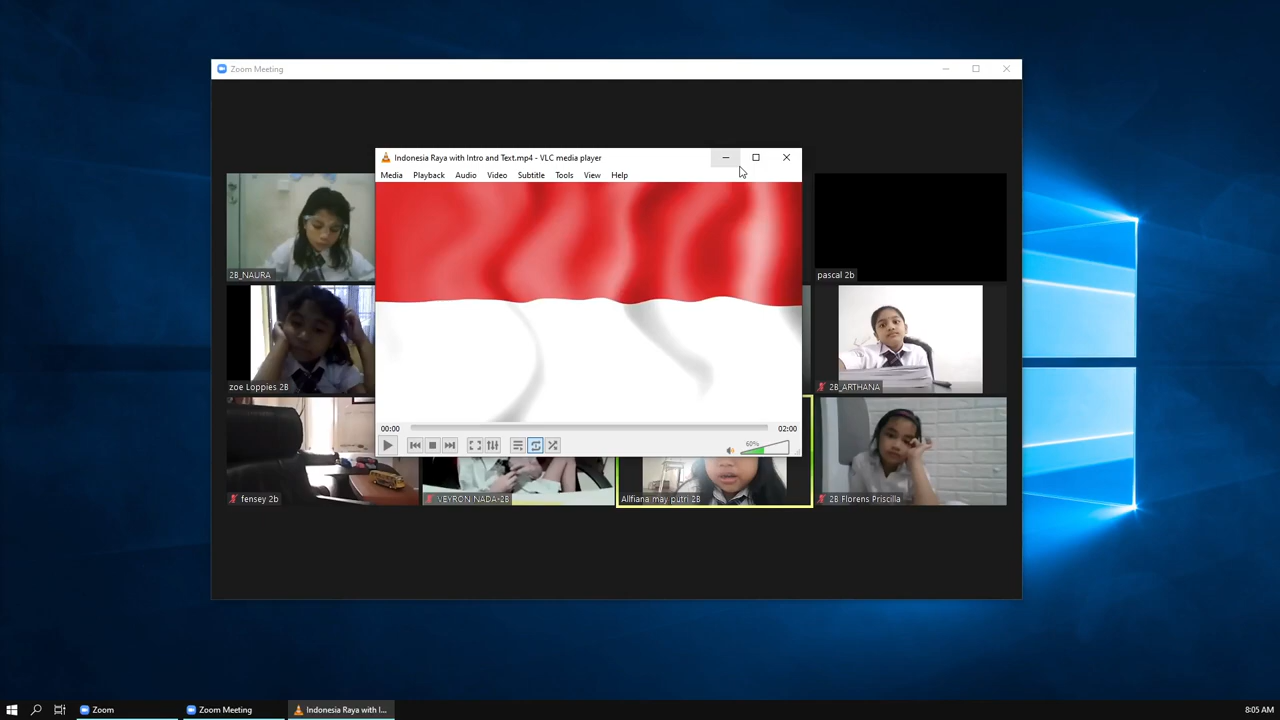 Zoom Meeting
Indonesia Raya with Intro and Text.mp4 - VLC media player
Media Playback Audio Video Subtitle Tools View Help
2B_NAURA
pascal 2b
zoe Loppies 2B
2B_ARTHANA
00:00
02:00
60%
fensey 2b
VEYRON NADA-2B
Allfiana may putri 2B
2B Florens Priscilla
Zoom
Zoom Meeting
Indonesia Raya with I...
8:05 AM